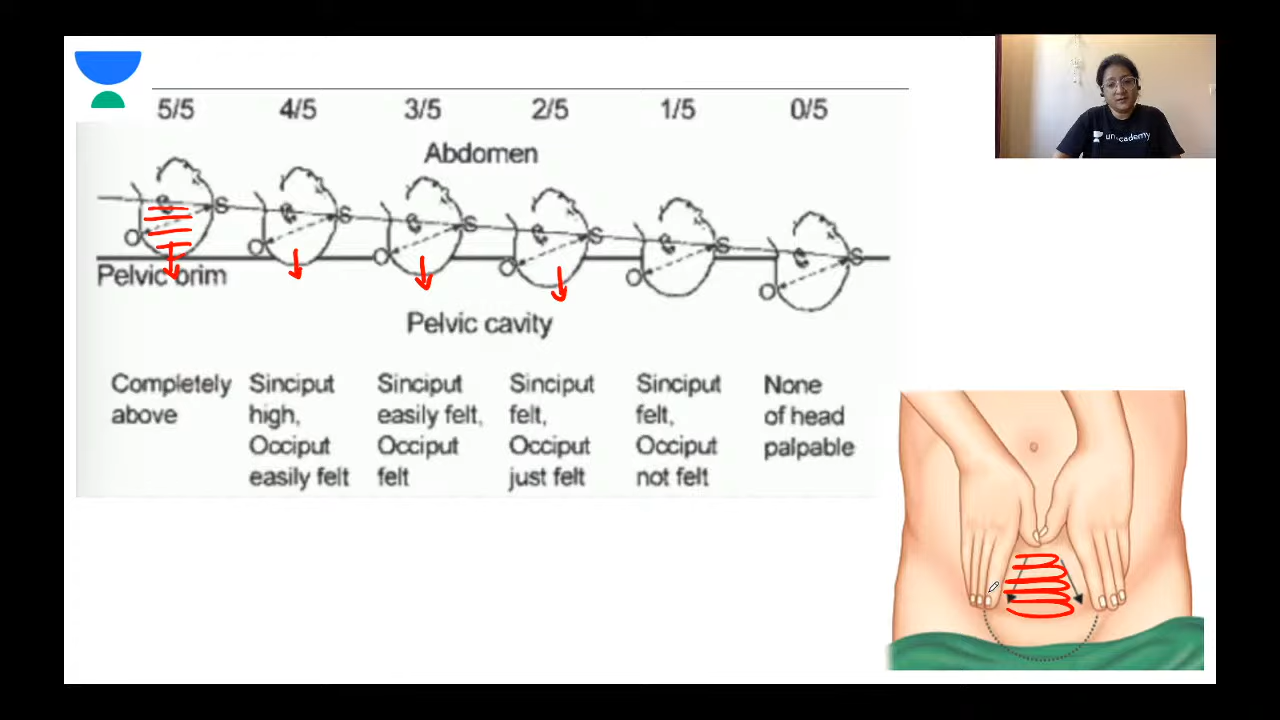 5/5 4/5 3/5 2/5 1/5 0/5
Abdomen
S S S S S S
O O O O O O
Pelvic brim
Pelvic cavity
Completely above
Sinciput high, Occiput easily felt
Sinciput easily felt, Occiput felt
Sinciput felt, Occiput just felt
Sinciput felt, Occiput not felt
None of head palpable
unacademy